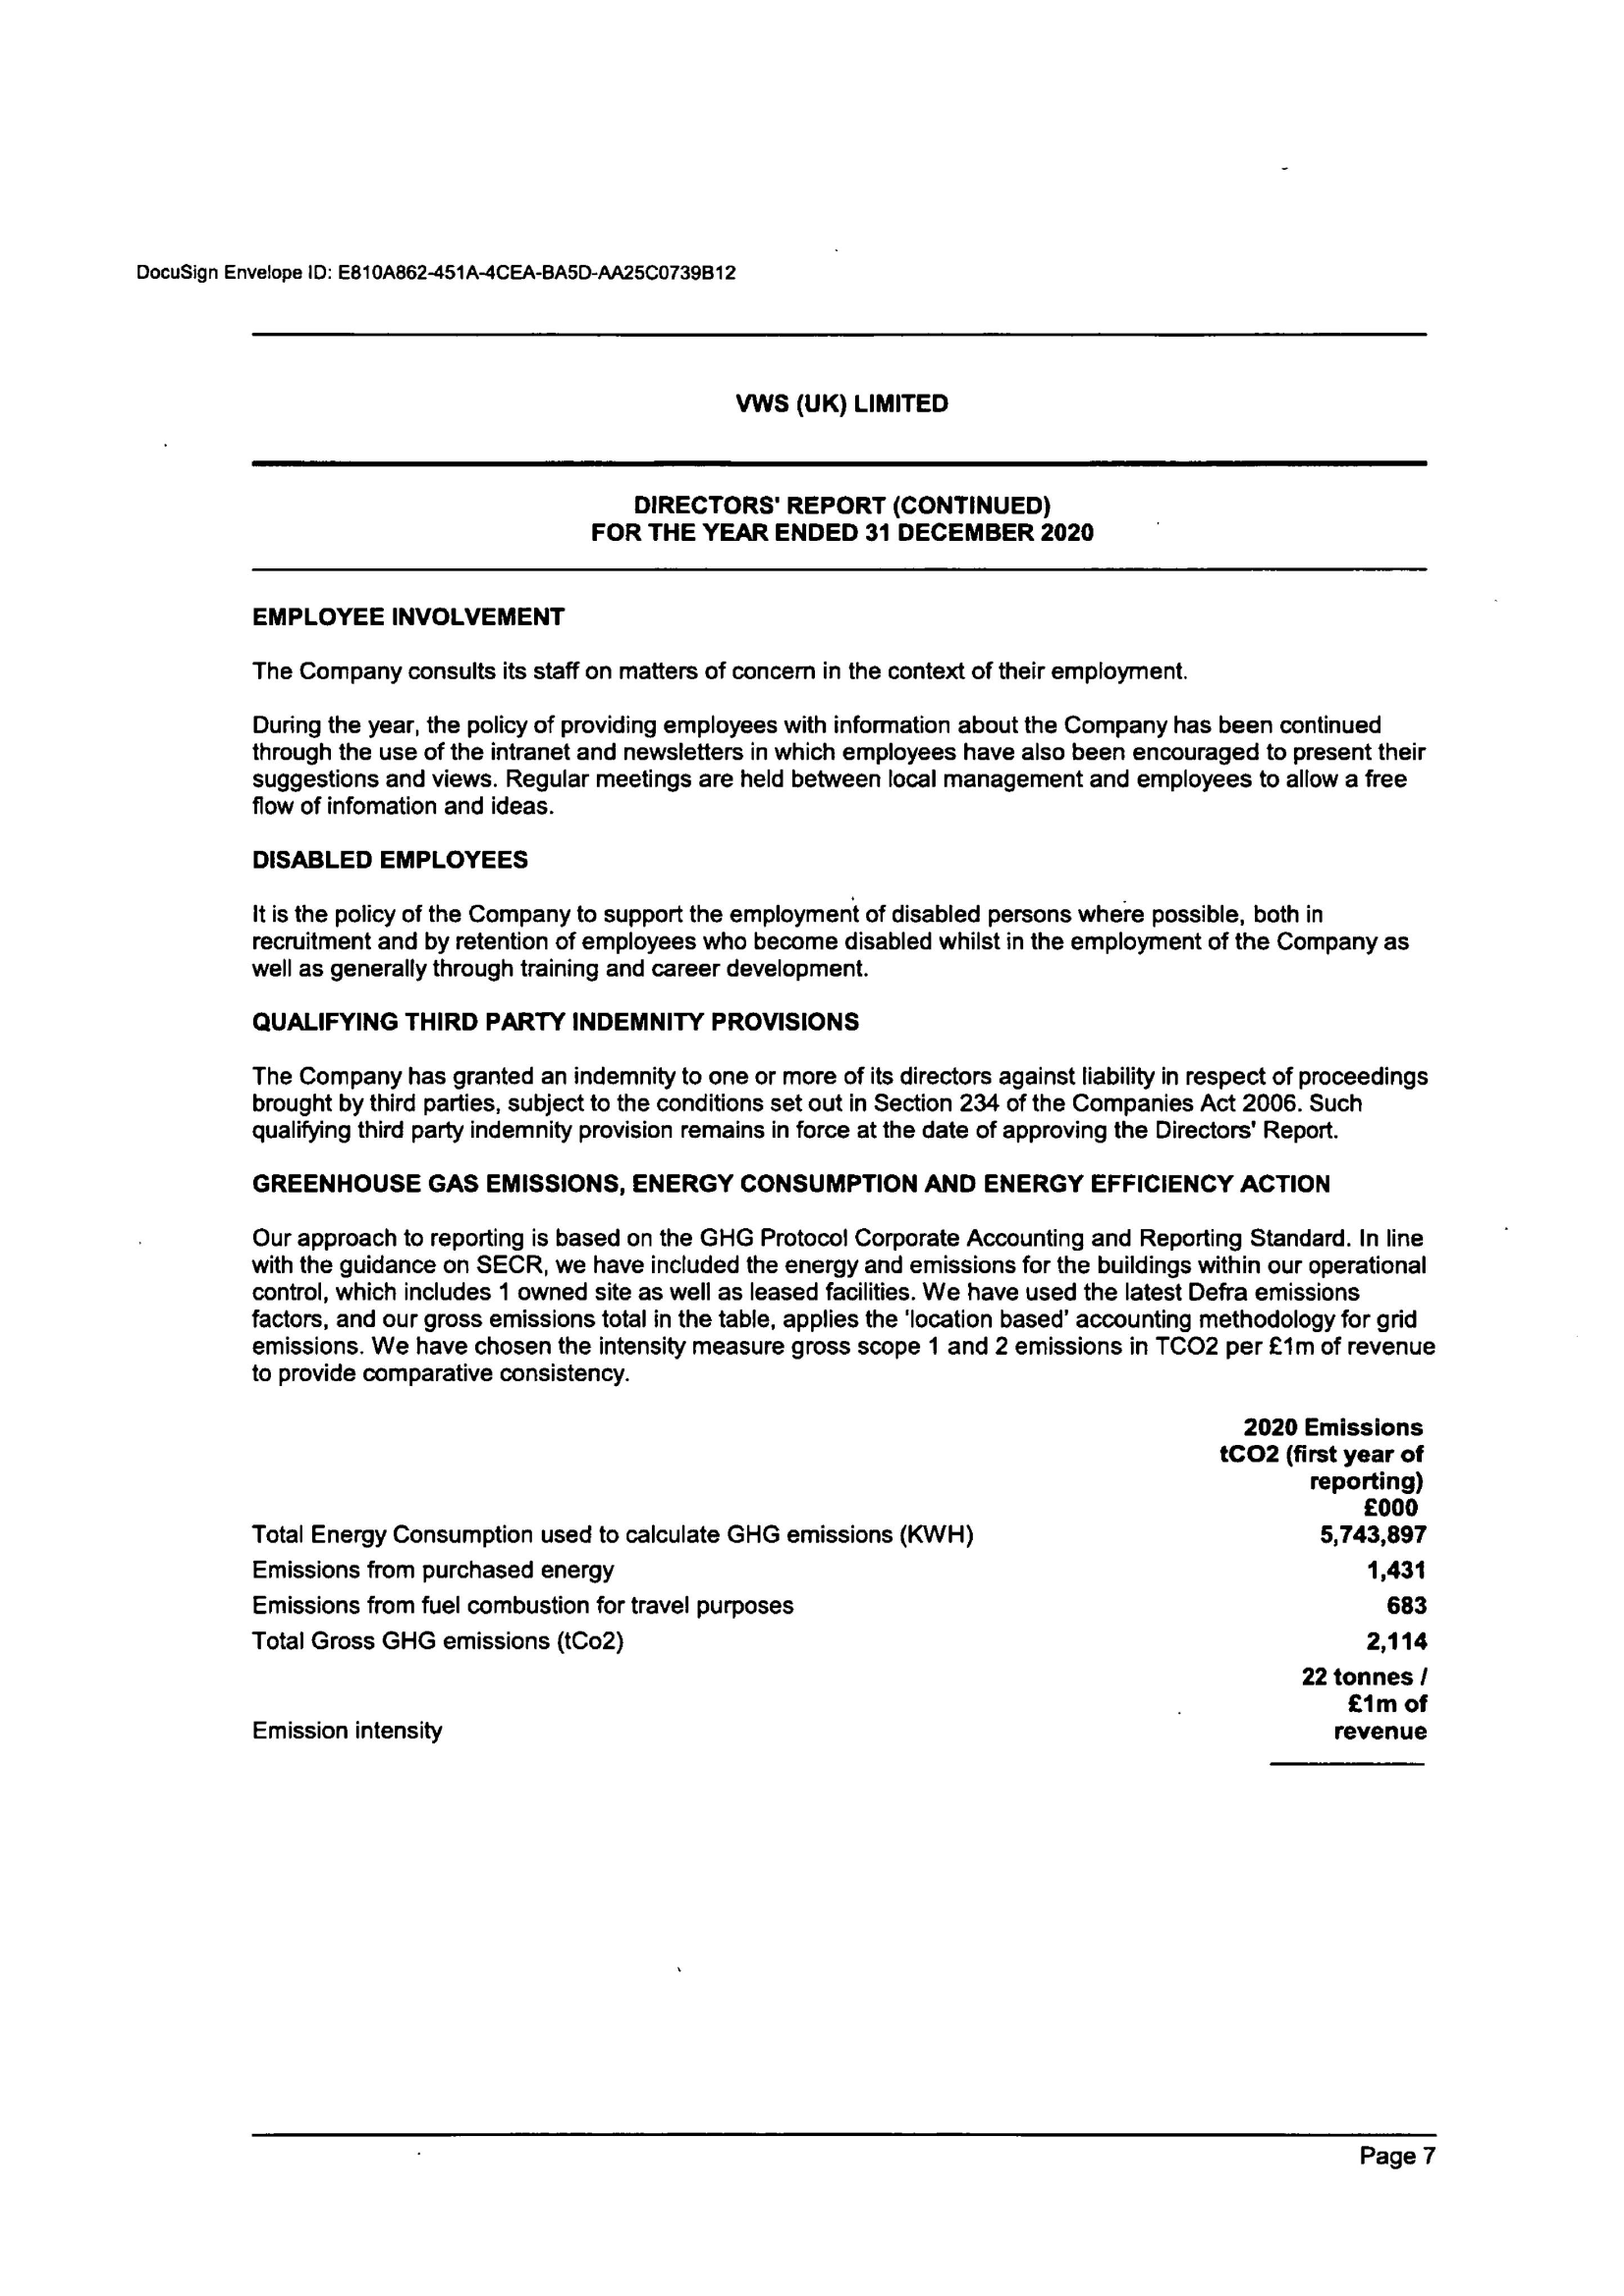 DocuSign Envelope ID: E810A862-451A-4CEA-BA5D-AA25C0739B12
VWS (UK) LIMITED
DIRECTORS' REPORT (CONTINUED)
FOR THE YEAR ENDED 31 DECEMBER 2020
EMPLOYEE INVOLVEMENT
The Company consults its staff on matters of concern in the context of their employment.
During the year, the policy of providing employees with information about the Company has been continued
through the use of the intranet and newsletters in which employees have also been encouraged to present their
suggestions and views. Regular meetings are held between local management and employees to allow a free
flow of infomation and ideas.
DISABLED EMPLOYEES
It is the policy of the Company to support the employment of disabled persons where possible, both in
recruitment and by retention of employees who become disabled whilst in the employment of the Company as
well as generally through training and career development.
QUALIFYING THIRD PARTY INDEMNITY PROVISIONS
The Company has granted an indemnity to one or more of its directors against liability in respect of proceedings
brought by third parties, subject to the conditions set out in Section 234 of the Companies Act 2006. Such
qualifying third party indemnity provision remains in force at the date of approving the Directors' Report.
GREENHOUSE GAS EMISSIONS, ENERGY CONSUMPTION AND ENERGY EFFICIENCY ACTION
Our approach to reporting is based on the GHG Protocol Corporate Accounting and Reporting Standard. In line
with the guidance on SECR, we have included the energy and emissions for the buildings within our operational
control, which includes 1 owned site as well as leased facilities. We have used the latest Defra emissions
factors, and our gross emissions total in the table, applies the 'location based' accounting methodology for grid
emissions. We have chosen the intensity measure gross scope 1 and 2 emissions in TCO2 per £1m of revenue
to provide comparative consistency.
2020 Emissions
tCO2 (first year of
reporting)
£000
Total Energy Consumption used to calculate GHG emissions (KWH) 5,743,897
Emissions from purchased energy 1,431
Emissions from fuel combustion for travel purposes 683
Total Gross GHG emissions (tCo2) 2,114
22 tonnes /
£1m of
Emission intensity revenue
Page 7